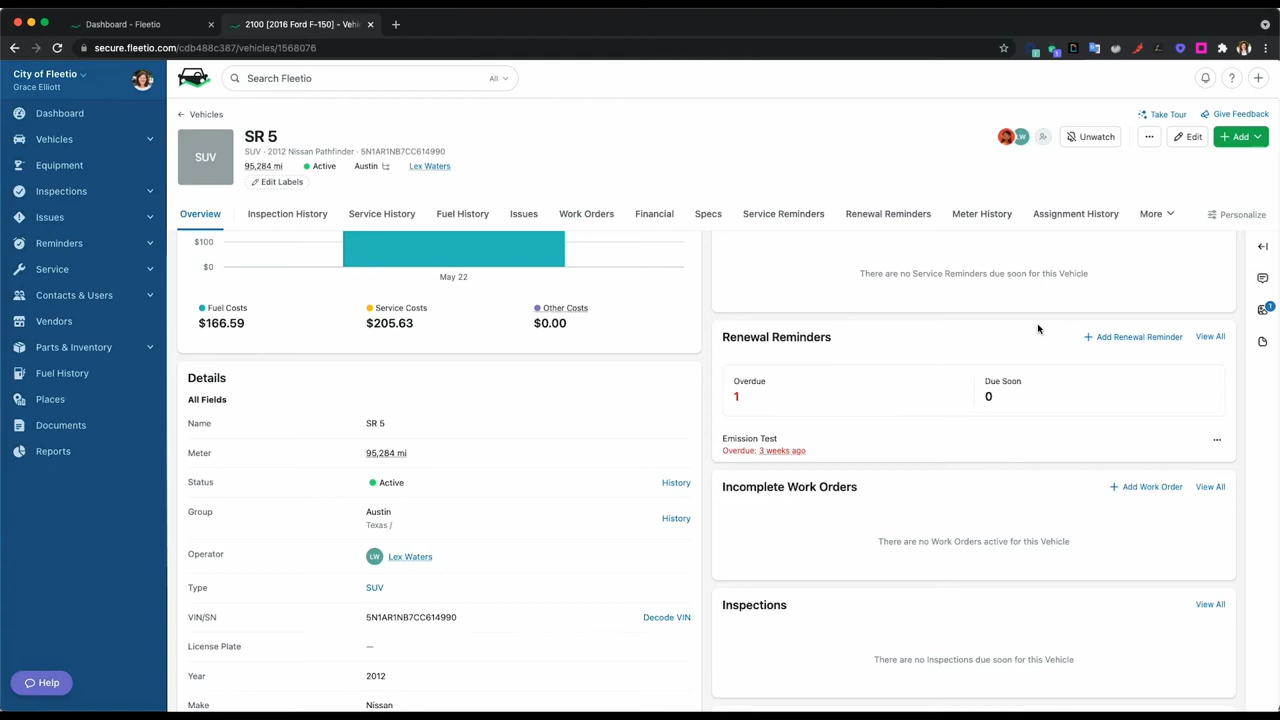 Dashboard - Fleetio
2100 [2016 Ford F-150] - Vehic
secure.fleetio.com/cdb488c387/vehicles/1568076
City of Fleetio
Grace Elliott
Dashboard
Vehicles
Equipment
Inspections
Issues
Reminders
Service
Contacts & Users
Vendors
Parts & Inventory
Fuel History
Places
Documents
Reports
Help
Search Fleetio
All
Vehicles
Take Tour
Give Feedback
SUV
SR 5
SUV · 2012 Nissan Pathfinder · 5N1AR1NB7CC614990
95,284 mi
Active
Austin
Lex Waters
Edit Labels
LW
Unwatch
Edit
Add
Overview
Inspection History
Service History
Fuel History
Issues
Work Orders
Financial
Specs
Service Reminders
Renewal Reminders
Meter History
Assignment History
More
Personalize
$100
$0
May 22
Fuel Costs
$166.59
Service Costs
$205.63
Other Costs
$0.00
Details
All Fields
Name
SR 5
Meter
95,284 mi
Status
Active
History
Group
Austin
Texas /
History
Operator
LW
Lex Waters
Type
SUV
VIN/SN
5N1AR1NB7CC614990
Decode VIN
License Plate
—
Year
2012
Make
Nissan
There are no Service Reminders due soon for this Vehicle
Renewal Reminders
Add Renewal Reminder
View All
Overdue
1
Due Soon
0
Emission Test
Overdue: 3 weeks ago
Incomplete Work Orders
Add Work Order
View All
There are no Work Orders active for this Vehicle
Inspections
View All
There are no Inspections due soon for this Vehicle
1